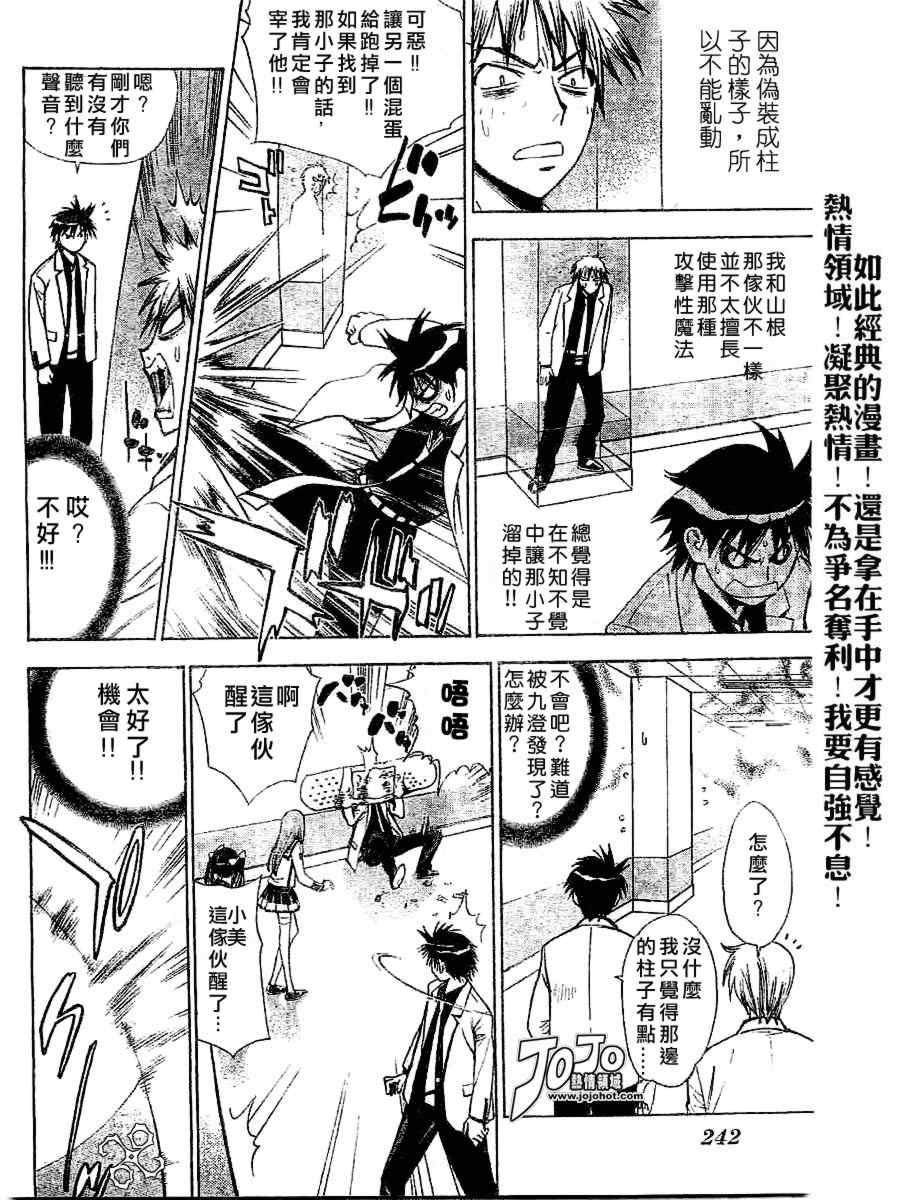 因為偽裝成柱
子的樣子，所
以不能亂動
我和山根
那傢伙不一樣
並不太擅長
使用那種
攻擊性魔法
總覺得是
在不知不覺
中讓那小子
溜掉的!!
可惡!!
讓另一個混蛋
給跑掉了!!
如果找到
那小子的話，
我肯定會
宰了他!!
嗯？
剛才你們
有沒有
聽到什麼
聲音？
哎？
不好!!!
不會吧？難道
被九澄發現了？
怎麼辦？
怎麼了？
沒什麼
我只覺得那邊
的柱子有點……
唔
唔
啊
這傢伙
醒了
小美
這傢伙醒了…
太好了!!
機會!!
如此經典的漫畫！還是拿在手中才更有感覺！
熱情領域！凝聚熱情！不為爭名奪利！我要自強不息！
JOJO
熱情領域
www.jojohot.com
242